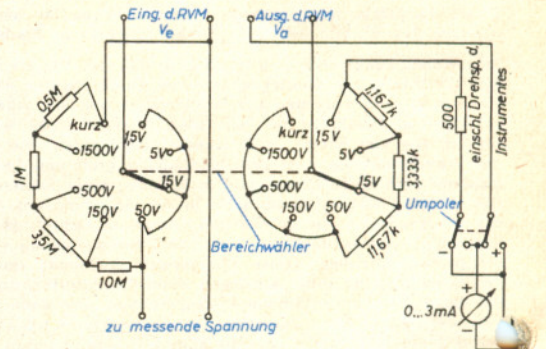 Eing.d.RVM
Ve
Ausg.d.RVM
Va
0,5M
kurz
1,5V
1500V
5V
1M
500V
15V
150V
50V
3,5M
10M
kurz
1,5V
1500V
5V
500V
15V
150V
50V
1,167k
3,333k
11,67k
500
einschl. Drehsp. d.
Instrumentes
Bereichwähler
Umpoler
-
+
+
0...3mA
-
zu messende Spannung